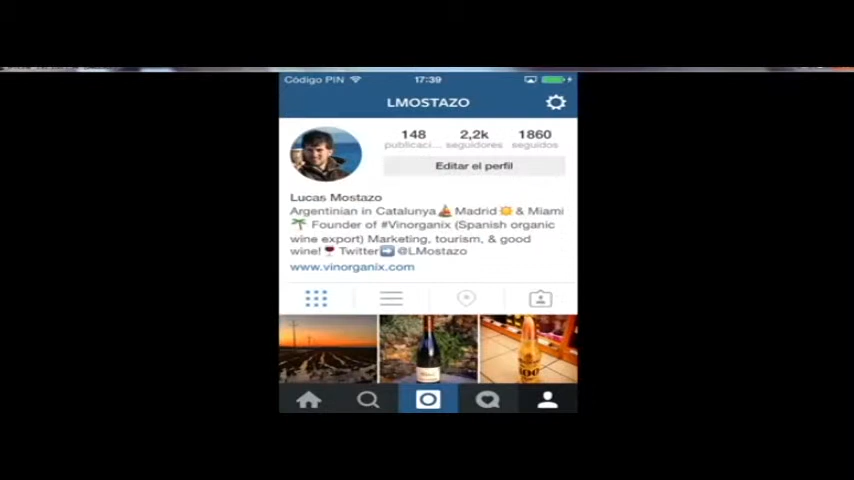 Código PIN 17:39
LMOSTAZO
148 2,2k 1860
publicaci... seguidores seguidos
Editar el perfil
Lucas Mostazo
Argentinian in Catalunya Madrid & Miami
Founder of #Vinorganix (Spanish organic
wine export) Marketing, tourism, & good
wine! Twitter @LMostazo
www.vinorganix.com